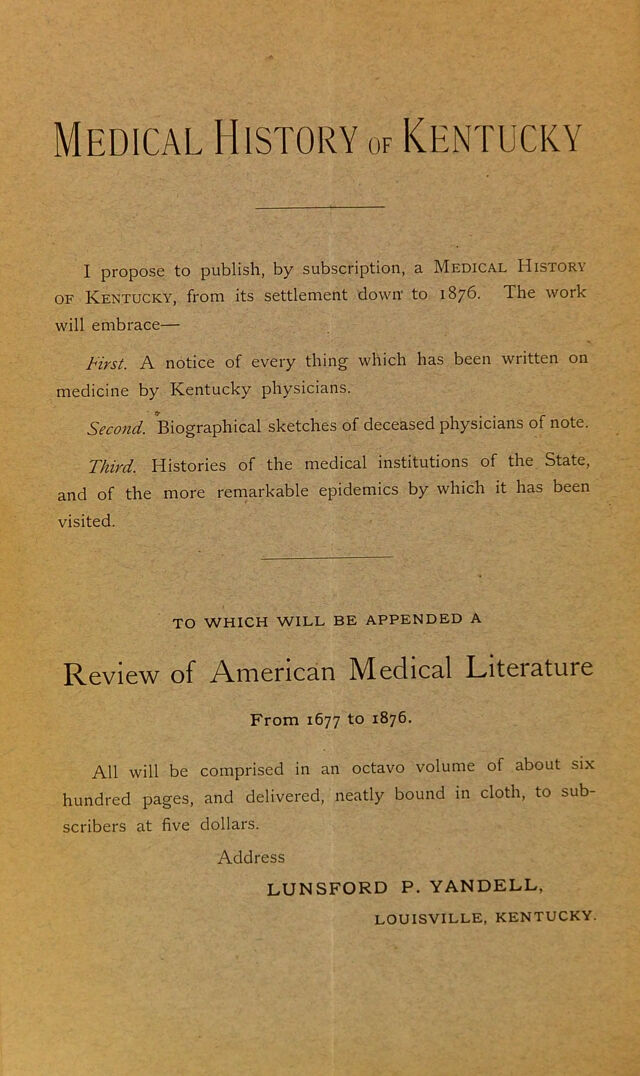 MEDICAL HISTORY OF KENTUCKY
I propose to publish, by subscription, a MEDICAL HISTORY
OF KENTUCKY, from its settlement down to 1876. The work
will embrace—
First. A notice of every thing which has been written on
medicine by Kentucky physicians.
Second. Biographical sketches of deceased physicians of note.
Third. Histories of the medical institutions of the State,
and of the more remarkable epidemics by which it has been
visited.
TO WHICH WILL BE APPENDED A
Review of American Medical Literature
From 1677 to 1876.
All will be comprised in an octavo volume of about six
hundred pages, and delivered, neatly bound in cloth, to sub-
scribers at five dollars.
Address
LUNSFORD P. YANDELL,
LOUISVILLE, KENTUCKY.